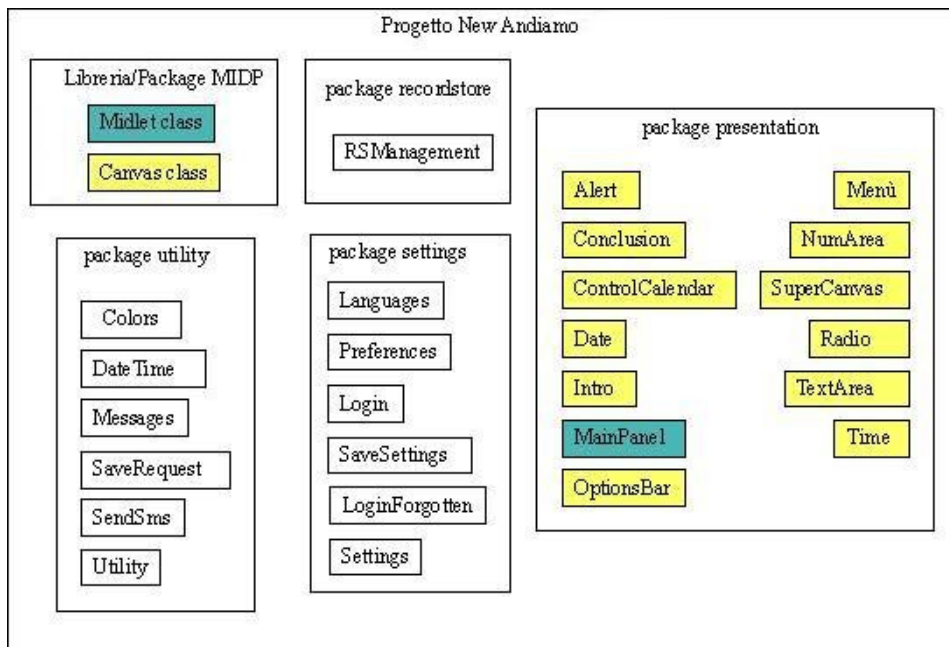 Progetto New Andiamo
Libreria/Package MIDP
Midlet class
Canvas class
package recordstore
RSManagement
package presentation
Alert
Menù
Conclusion
NumArea
ControlCalendar
SuperCanvas
Date
Radio
Intro
TextArea
MainPanel
Time
OptionsBar
package utility
Colors
DateTime
Messages
SaveRequest
SendSms
Utility
package settings
Languages
Preferences
Login
SaveSettings
LoginForgotten
Settings